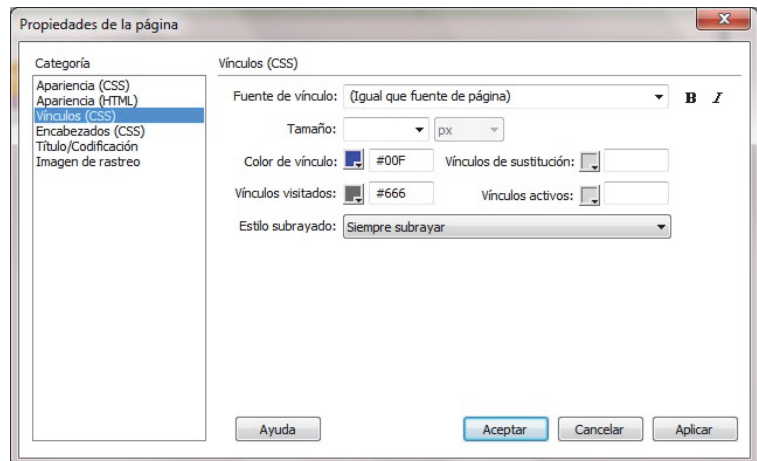 Propiedades de la página
x
Categoría
Apariencia (CSS)
Apariencia (HTML)
Vínculos (CSS)
Encabezados (CSS)
Título/Codificación
Imagen de rastreo
Vínculos (CSS)
Fuente de vínculo: (Igual que fuente de página) B I
Tamaño: px
Color de vínculo: #00F Vínculos de sustitución:
Vínculos visitados: #666 Vínculos activos:
Estilo subrayado: Siempre subrayar
Ayuda Aceptar Cancelar Aplicar